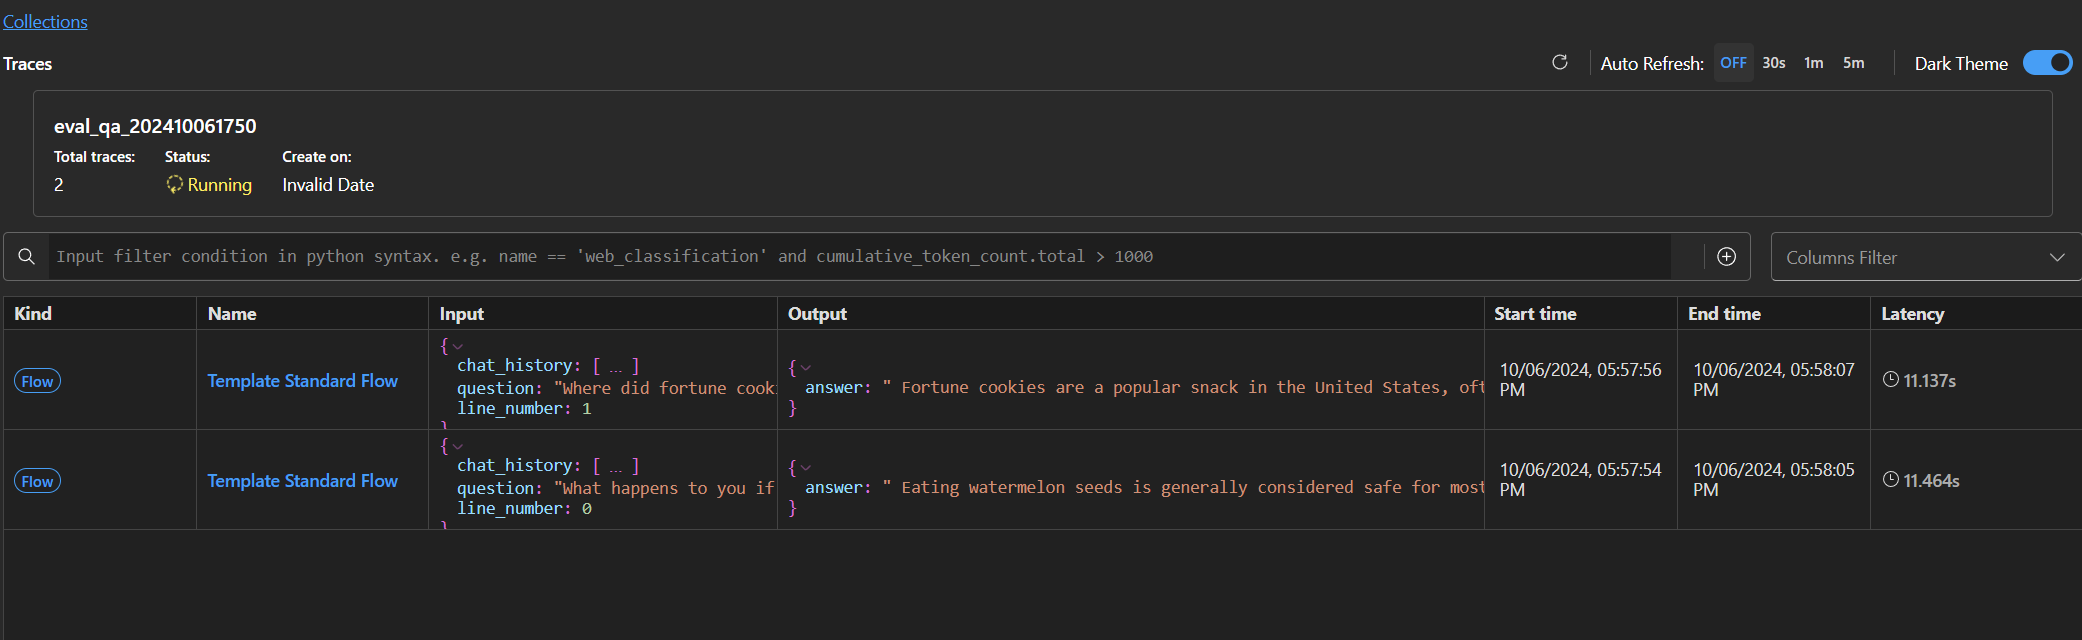 Collections
Traces
Auto Refresh: OFF 30s 1m 5m Dark Theme
eval_qa_202410061750
Total traces: Status: Create on:
2 Running Invalid Date
Input filter condition in python syntax. e.g. name == 'web_classification' and cumulative_token_count.total > 1000
Columns Filter
Kind Name Input Output Start time End time Latency
Flow
Template Standard Flow
{
chat_history: [ ... ]
question: "Where did fortune cooki
line_number: 1
}
{
answer: " Fortune cookies are a popular snack in the United States, oft
}
10/06/2024, 05:57:56
PM
10/06/2024, 05:58:07
PM
11.137s
Flow
Template Standard Flow
{
chat_history: [ ... ]
question: "What happens to you if
line_number: 0
}
{
answer: " Eating watermelon seeds is generally considered safe for most
}
10/06/2024, 05:57:54
PM
10/06/2024, 05:58:05
PM
11.464s